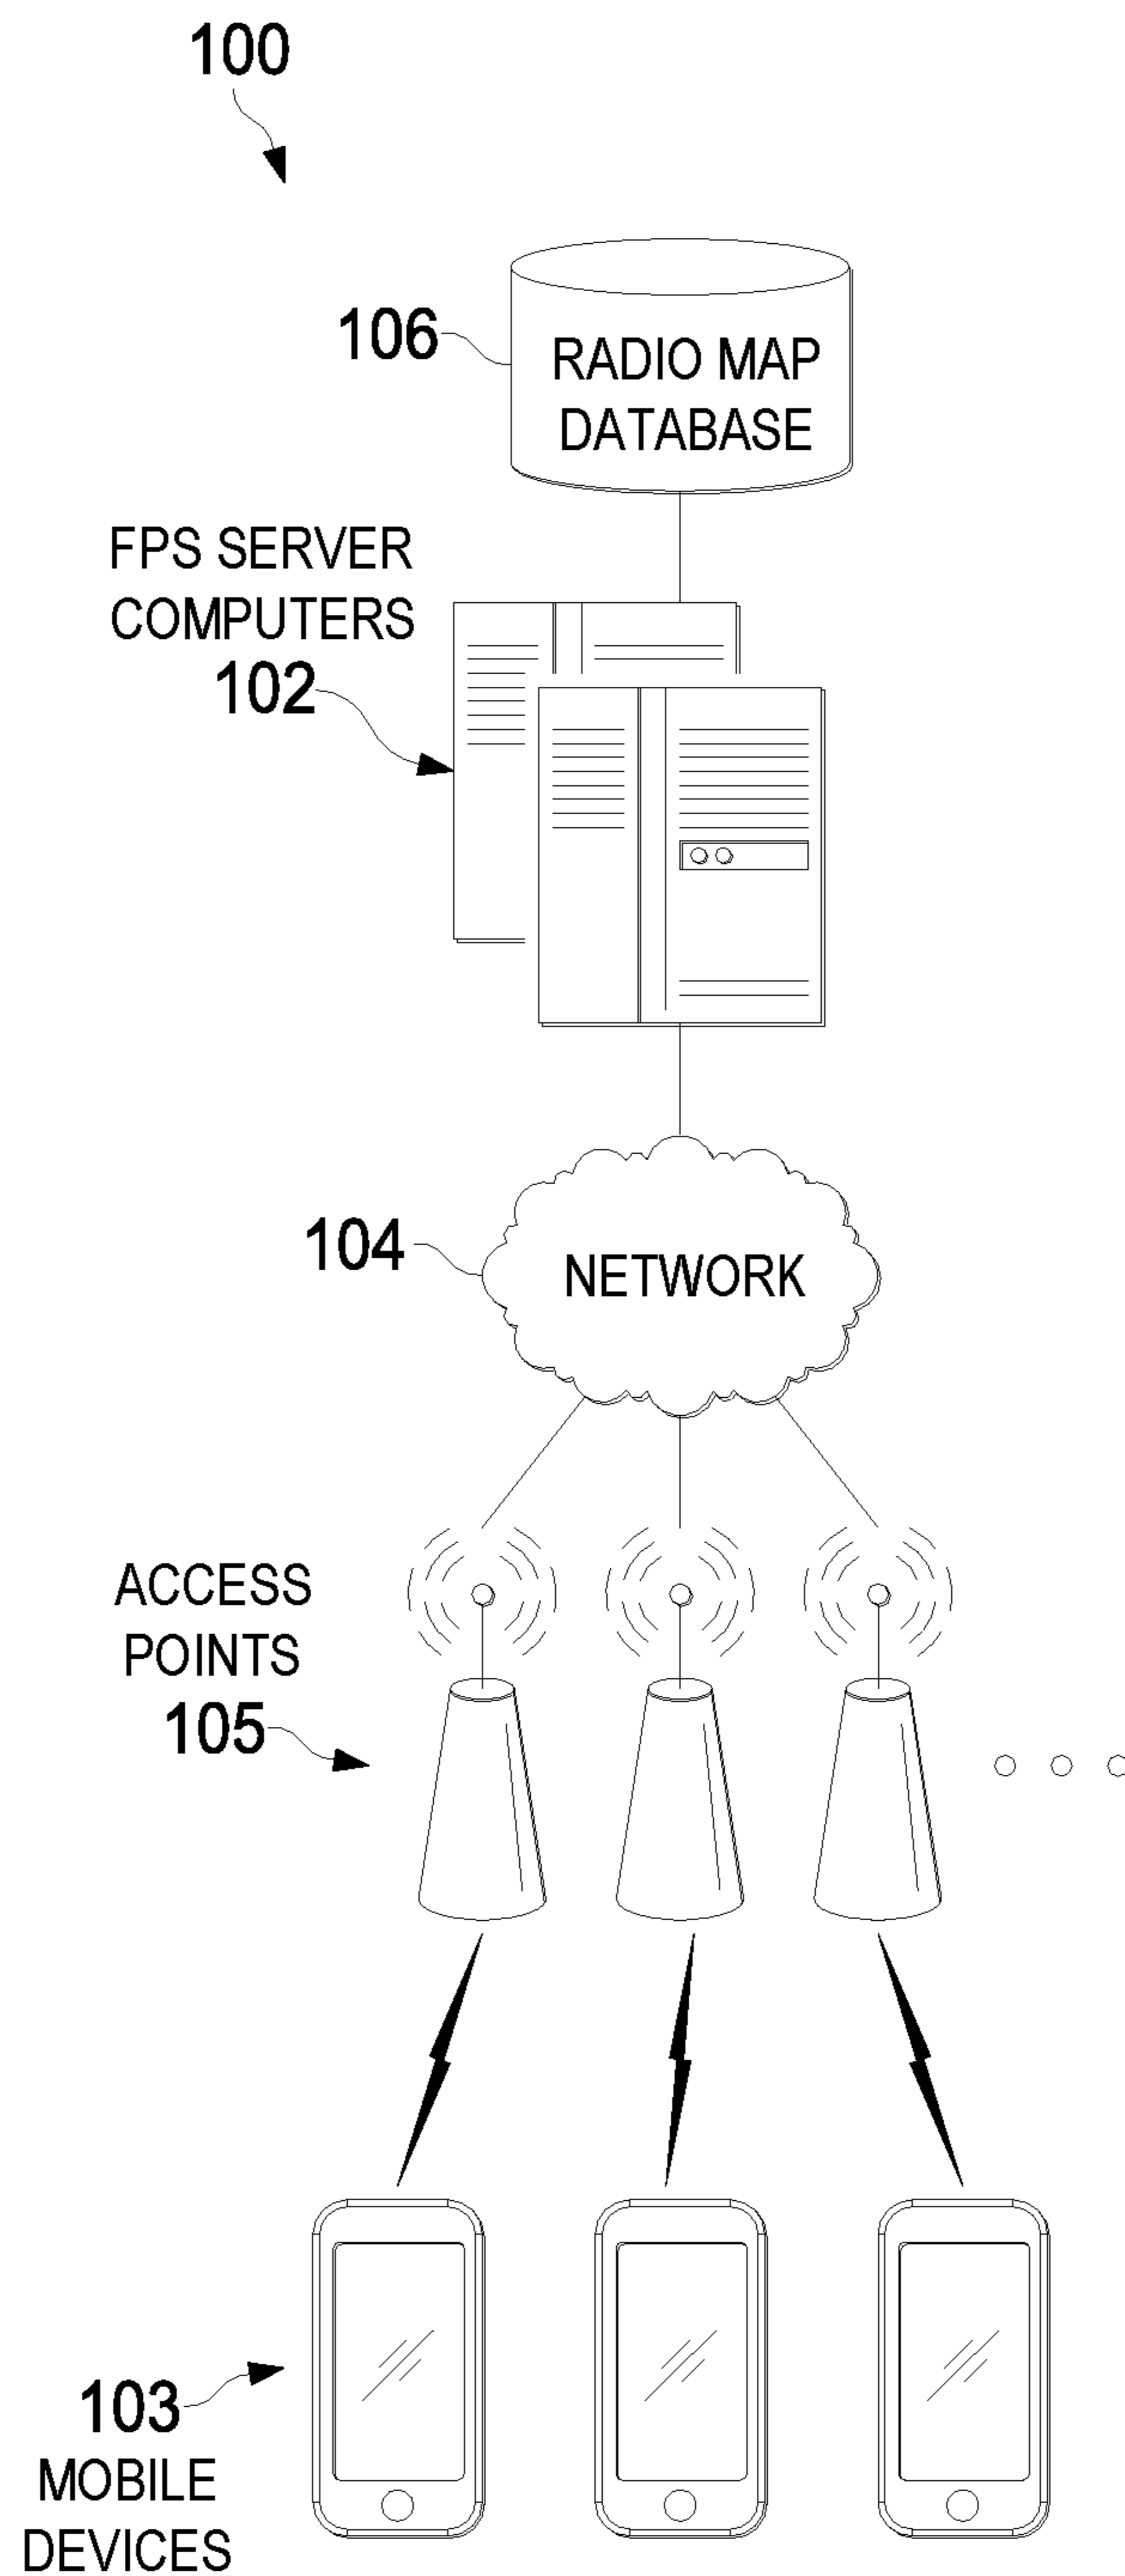 100
106
RADIO MAP
DATABASE
FPS SERVER
COMPUTERS
102
104
NETWORK
ACCESS
POINTS
105
103
MOBILE
DEVICES